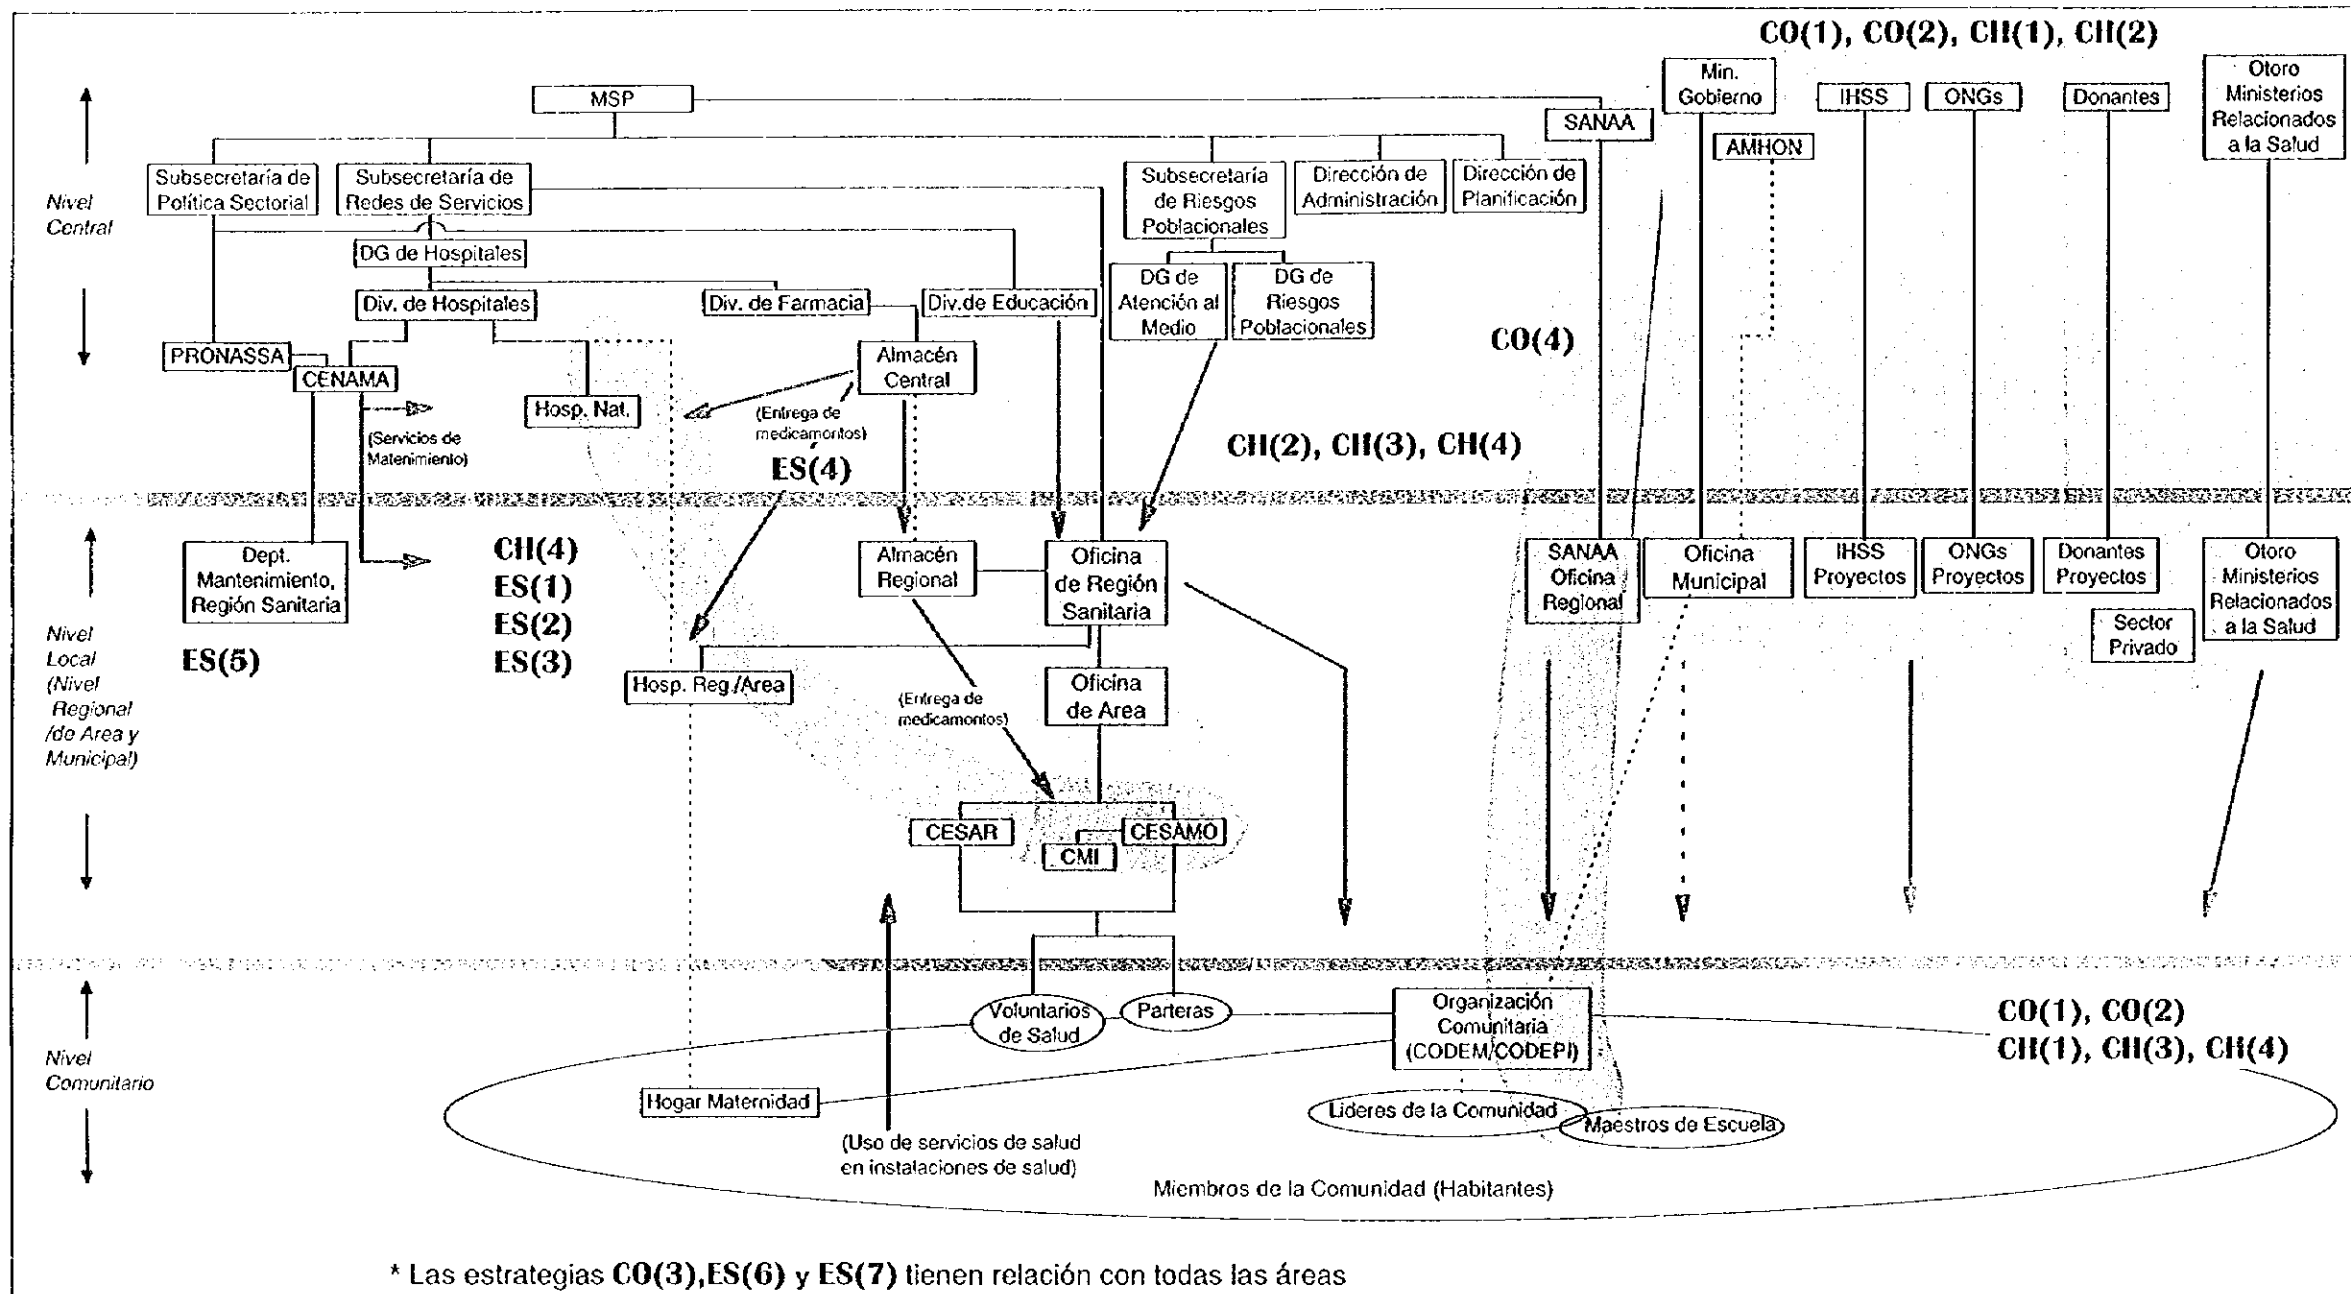 CO(1), CO(2), CH(1), CH(2)
MSP
SANAA
Min.
Gobierno
AMHON
IHSS
ONGs
Donantes
Otoro
Ministerios
Relacionados
a la Salud
Nivel
Central
Subsecretaría de
Política Sectorial
Subsecretaría de
Redes de Servicios
Subsecretaría
de Riesgos
Poblacionales
Dirección de
Administración
Dirección de
Planificación
DG de Hospitales
DG de
Atención al
Medio
DG de
Riesgos
Poblacionales
Div. de Hospitales
Div. de Farmacia
Div.de Educación
PRONASSA
CENAMA
Hosp. Nat.
Almacén
Central
CO(4)
(Servicios de
Matenimiento)
(Entrega de
medicamontos)
ES(4)
CH(2), CH(3), CH(4)
Nivel
Local
(Nivel
Regional
/de Area y
Municipal)
Dept.
Mantenimiento,
Región Sanitaria
ES(5)
CH(4)
ES(1)
ES(2)
ES(3)
Almacén
Regional
Oficina
de Región
Sanitaria
SANAA
Oficina
Regional
Oficina
Municipal
IHSS
Proyectos
ONGs
Proyectos
Donantes
Proyectos
Sector
Privado
Otoro
Ministerios
Relacionados
a la Salud
Hosp. Reg./Area
(Entrega de
medicamontos)
Oficina
de Area
CESAR
CESAMO
CMI
Nivel
Comunitario
Voluntarios
de Salud
Parteras
Organización
Comunitaria
(CODEM/CODEPI)
CO(1), CO(2)
CH(1), CH(3), CH(4)
Hogar Maternidad
Lideres de la Comunidad
Maestros de Escuela
(Uso de servicios de salud
en instalaciones de salud)
Miembros de la Comunidad (Habitantes)
* Las estrategias CO(3),ES(6) y ES(7) tienen relación con todas las áreas